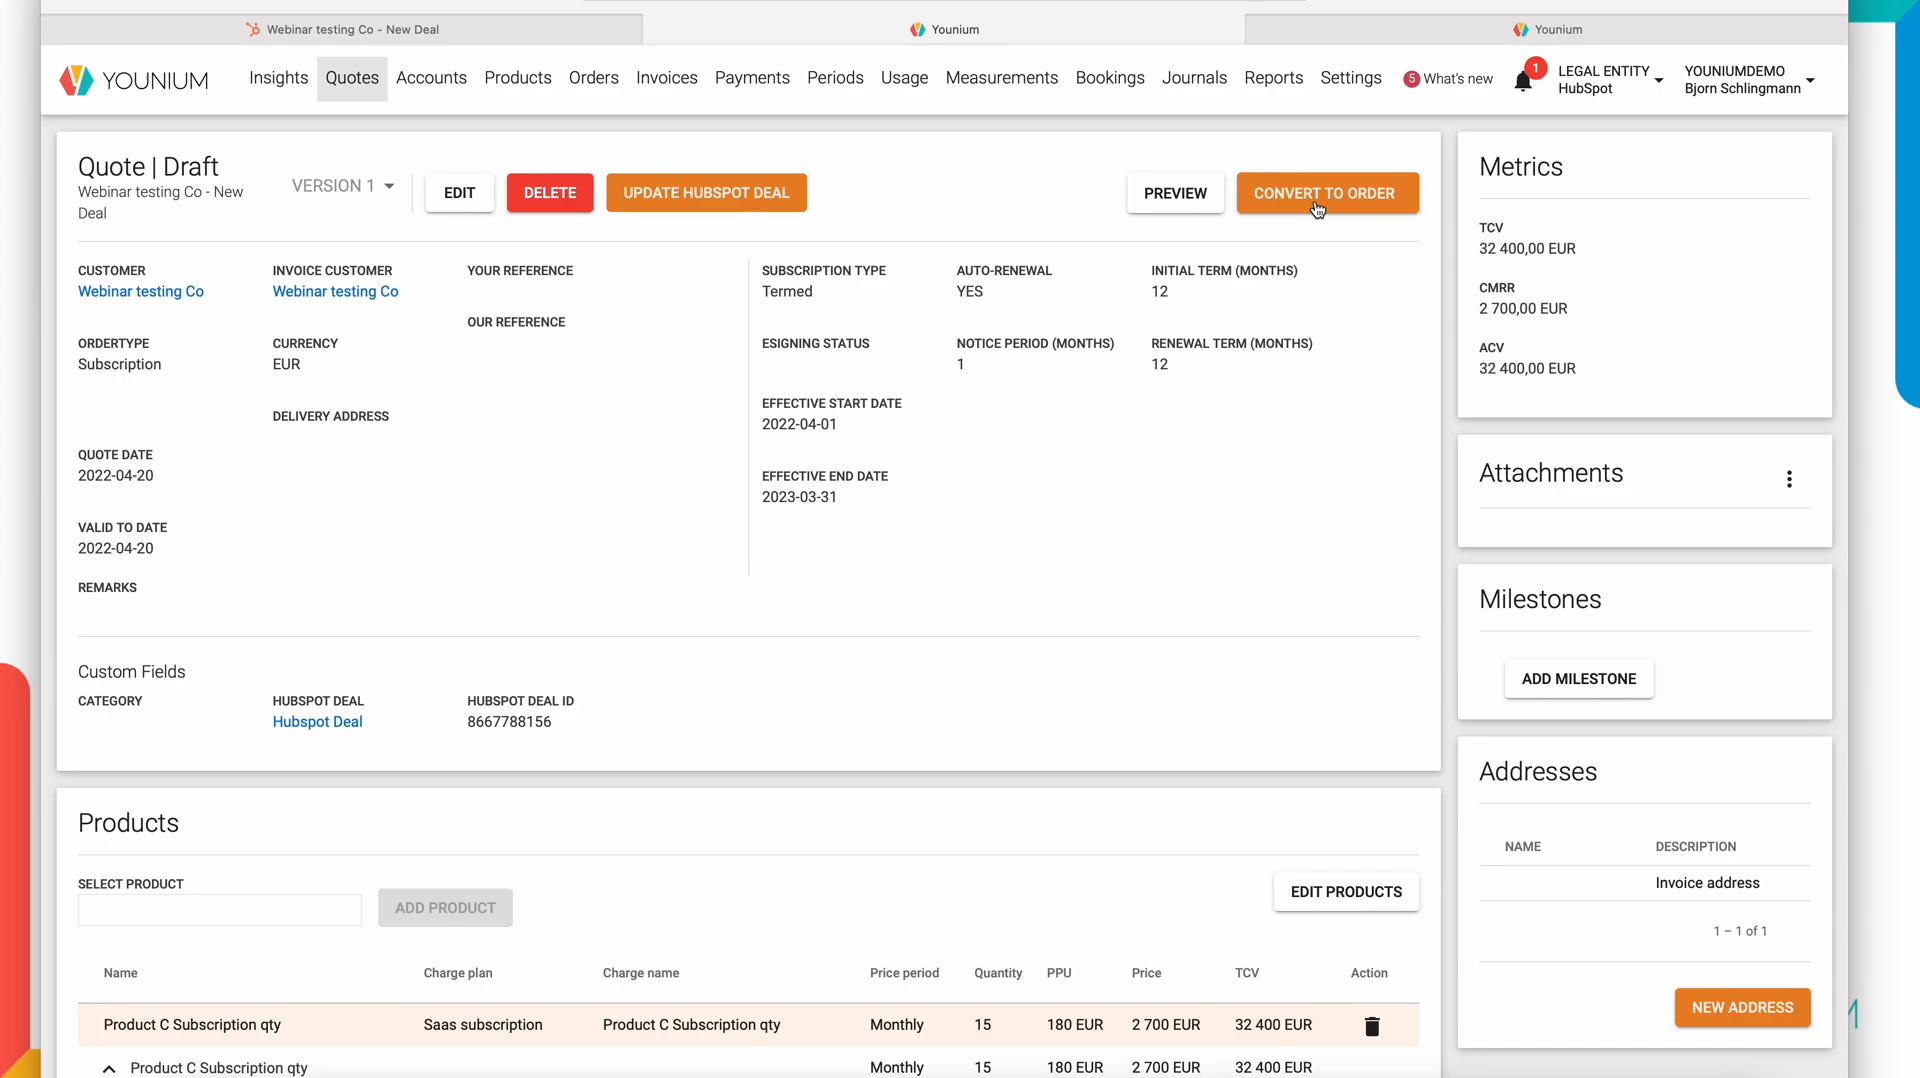 Webinar testing Co - New Deal
Younium
Younium
YOUNIUM
Insights Quotes Accounts Products Orders Invoices Payments Periods Usage Measurements Bookings Journals Reports Settings
5 What's new
1
LEGAL ENTITY
HubSpot
YOUNIUMDEMO
Bjorn Schlingmann
Quote | Draft
Webinar testing Co - New
Deal
VERSION 1
EDIT
DELETE
UPDATE HUBSPOT DEAL
PREVIEW
CONVERT TO ORDER
CUSTOMER
Webinar testing Co
INVOICE CUSTOMER
Webinar testing Co
YOUR REFERENCE
OUR REFERENCE
ORDERTYPE
Subscription
CURRENCY
EUR
DELIVERY ADDRESS
QUOTE DATE
2022-04-20
VALID TO DATE
2022-04-20
REMARKS
SUBSCRIPTION TYPE
Termed
AUTO-RENEWAL
YES
INITIAL TERM (MONTHS)
12
ESIGNING STATUS
NOTICE PERIOD (MONTHS)
1
RENEWAL TERM (MONTHS)
12
EFFECTIVE START DATE
2022-04-01
EFFECTIVE END DATE
2023-03-31
Custom Fields
CATEGORY
HUBSPOT DEAL
Hubspot Deal
HUBSPOT DEAL ID
8667788156
Products
SELECT PRODUCT
ADD PRODUCT
EDIT PRODUCTS
Name Charge plan Charge name Price period Quantity PPU Price TCV Action
Product C Subscription qty Saas subscription Product C Subscription qty Monthly 15 180 EUR 2 700 EUR 32 400 EUR
Product C Subscription qty Monthly 15 180 EUR 2 700 EUR 32 400 EUR
Metrics
TCV
32 400,00 EUR
CMRR
2 700,00 EUR
ACV
32 400,00 EUR
Attachments
Milestones
ADD MILESTONE
Addresses
NAME DESCRIPTION
Invoice address
1 – 1 of 1
NEW ADDRESS